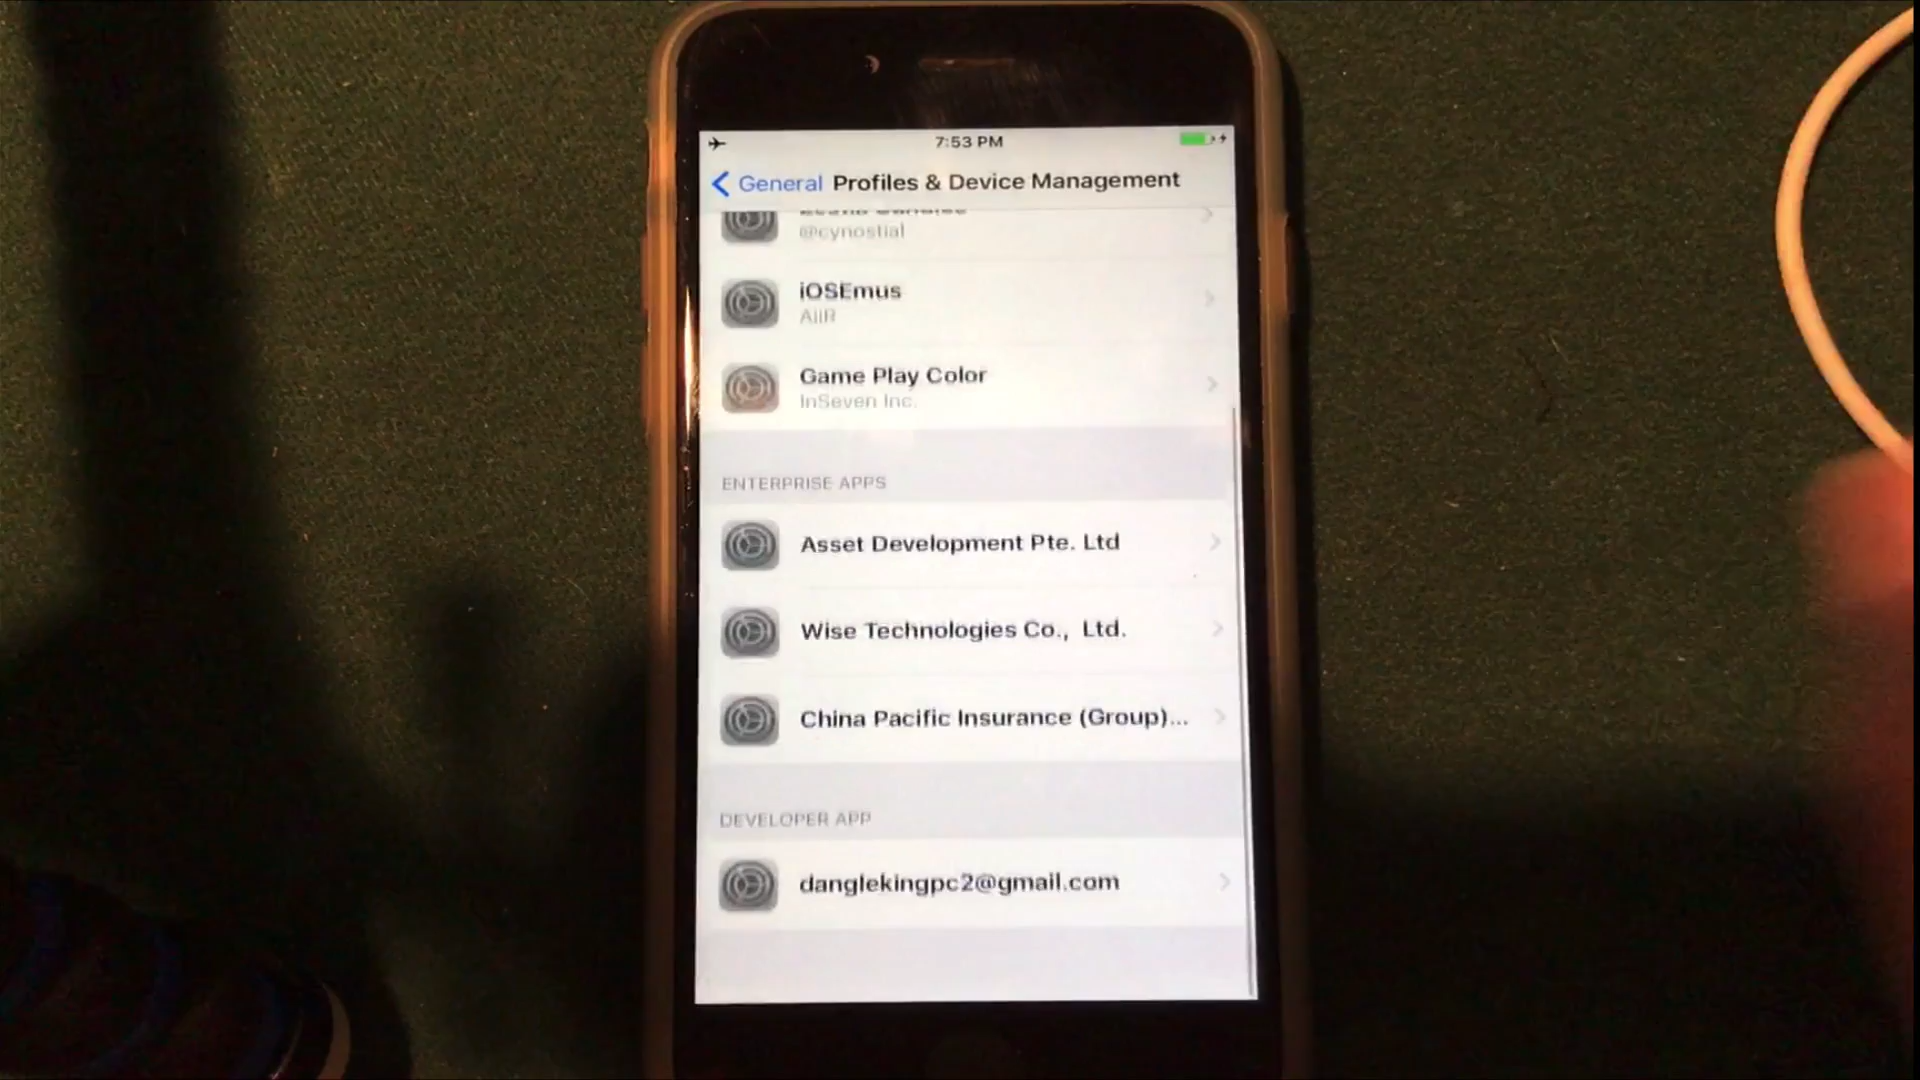 7:53 PM
General Profiles & Device Management
@cynostial
iOSEmus
AiiR
Game Play Color
InSeven Inc.
ENTERPRISE APPS
Asset Development Pte. Ltd
Wise Technologies Co., Ltd.
China Pacific Insurance (Group)...
DEVELOPER APP
danglekingpc2@gmail.com